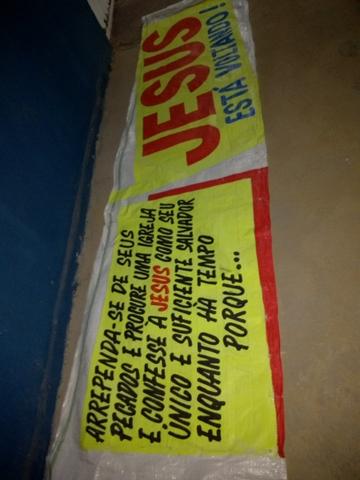 ARREPENDA-SE DE SEUS
PECADOS E PROCURE UMA IGREJA
E CONFESSE A JESUS COMO SEU
ÚNICO E SUFICIENTE SALVADOR
ENQUANTO HÁ TEMPO
PORQUE...
JESUS
ESTÁ VOLTANDO!